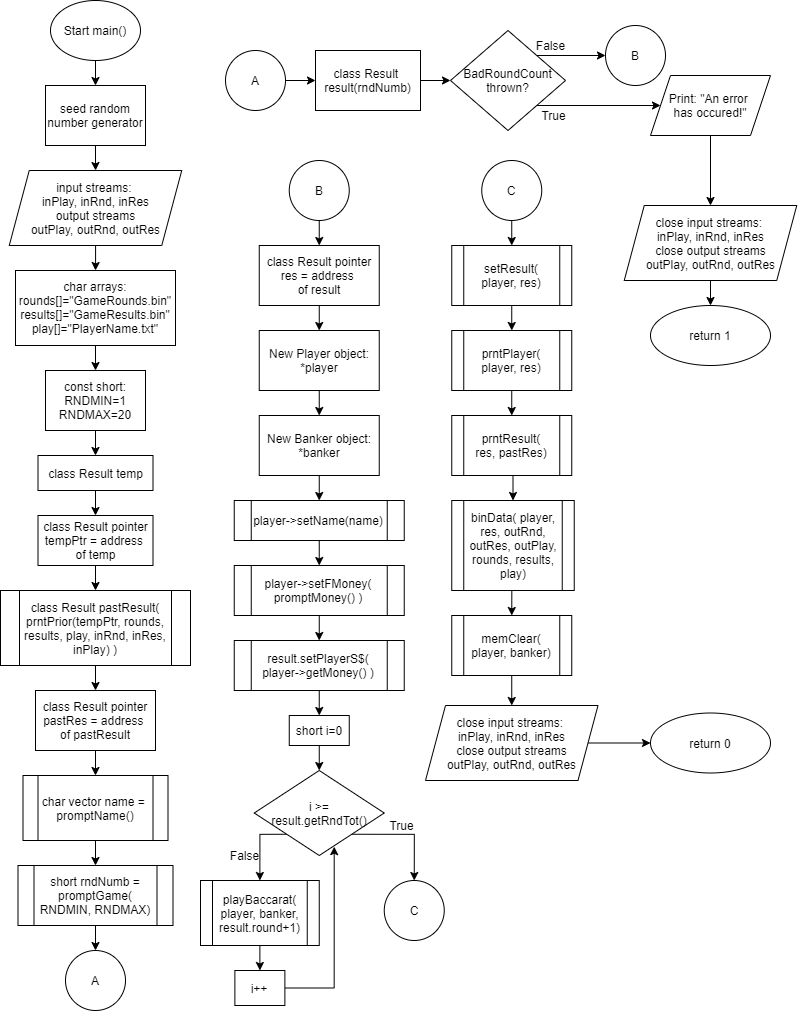 Start main()
seed random
number generator
input streams:
inPlay, inRnd, inRes
output streams
outPlay, outRnd, outRes
char arrays:
rounds[]="GameRounds.bin"
results[]="GameResults.bin"
play[]="PlayerName.txt"
const short:
RNDMIN=1
RNDMAX=20
class Result temp
class Result pointer
tempPtr = address
of temp
class Result pastResult(
prntPrior(tempPtr, rounds,
results, play, inRnd, inRes,
inPlay) )
class Result pointer
pastRes = address
of pastResult
char vector name =
promptName()
short rndNumb =
promptGame(
RNDMIN, RNDMAX)
A
A
class Result
result(rndNumb)
BadRoundCount
thrown?
False
B
True
Print: "An error
has occured!"
close input streams:
inPlay, inRnd, inRes
close output streams
outPlay, outRnd, outRes
return 1
B
class Result pointer
res = address
of result
New Player object:
*player
New Banker object:
*banker
player->setName(name)
player->setFMoney(
promptMoney() )
result.setPlayerS$(
player->getMoney() )
short i=0
i >=
result.getRndTot()
True
False
playBaccarat(
player, banker,
result.round+1)
i++
C
C
setResult(
player, res)
prntPlayer(
player, res)
prntResult(
res, pastRes)
binData( player,
res, outRnd,
outRes, outPlay,
rounds, results,
play)
memClear(
player, banker)
close input streams:
inPlay, inRnd, inRes
close output streams
outPlay, outRnd, outRes
return 0